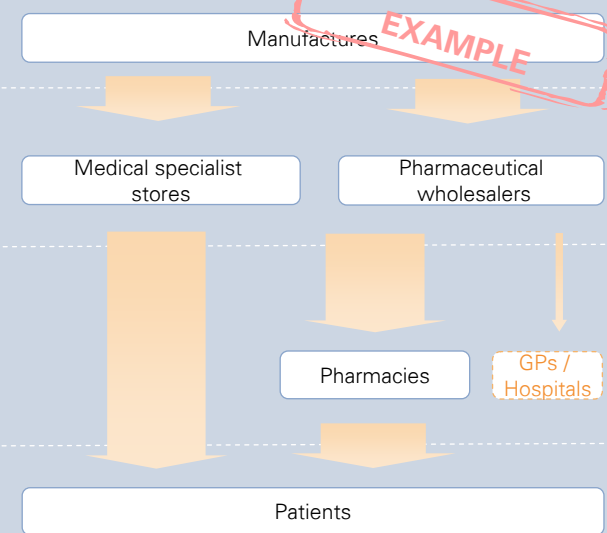 Manufactures
EXAMPLE
Medical specialist
stores
Pharmaceutical
wholesalers
Pharmacies
GPs /
Hospitals
Patients